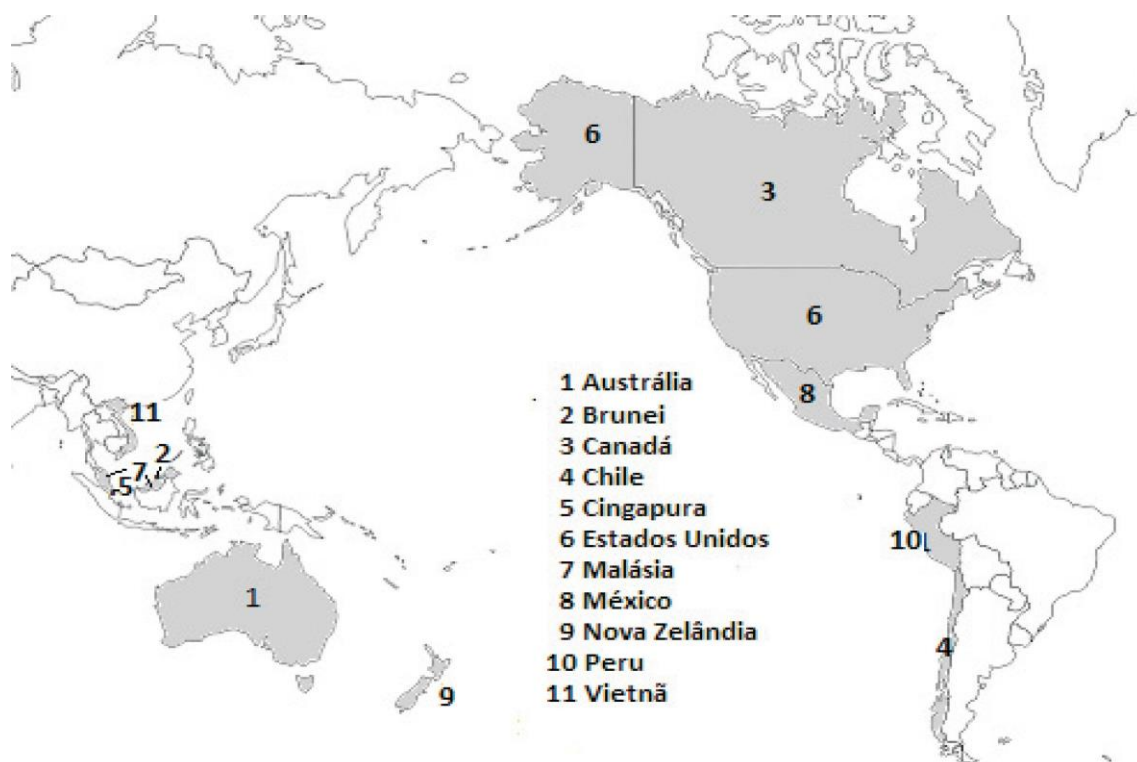 6
3
6
8
11
2
7
5
10
1
4
9
1 Austrália
2 Brunei
3 Canadá
4 Chile
5 Cingapura
6 Estados Unidos
7 Malásia
8 México
9 Nova Zelândia
10 Peru
11 Vietnã